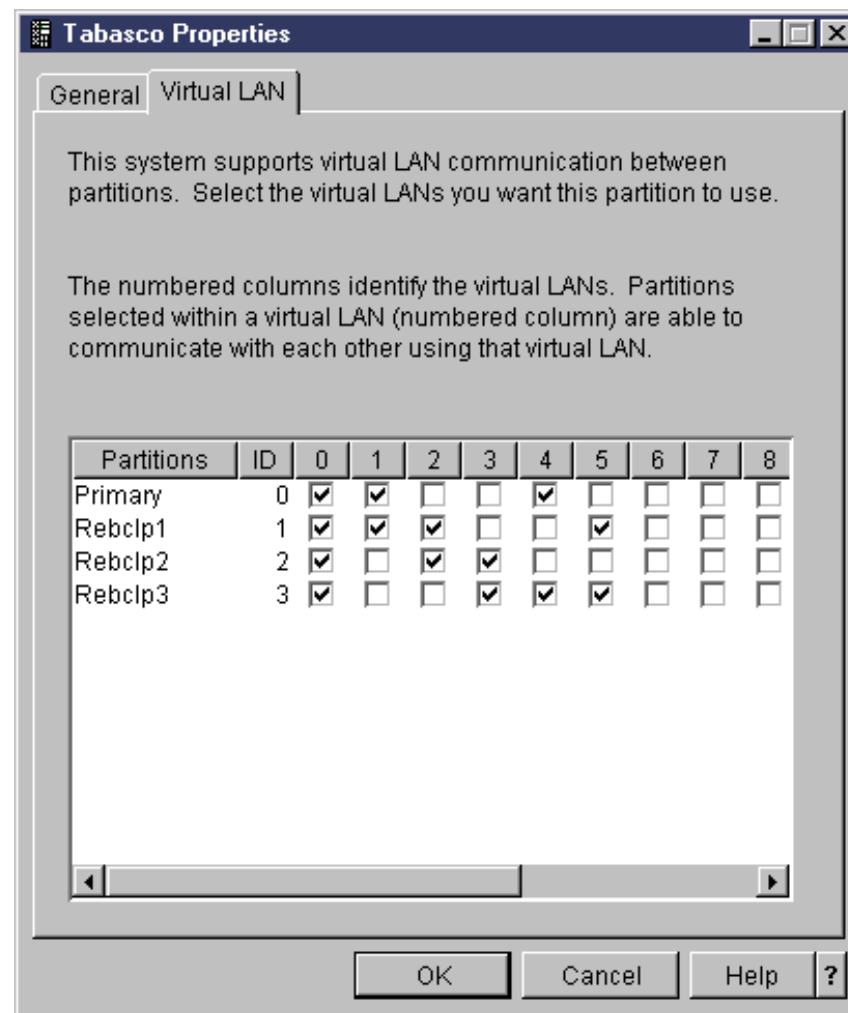 Tabasco Properties
General Virtual LAN
This system supports virtual LAN communication between
partitions. Select the virtual LANs you want this partition to use.
The numbered columns identify the virtual LANs. Partitions
selected within a virtual LAN (numbered column) are able to
communicate with each other using that virtual LAN.
Partitions ID 0 1 2 3 4 5 6 7 8
Primary 0
Rebclp1 1
Rebclp2 2
Rebclp3 3
OK Cancel Help ?